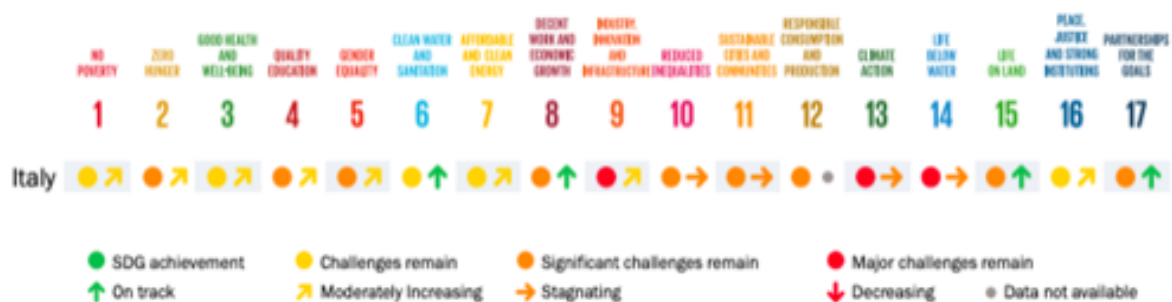 NO POVERTY
ZERO HUNGER
GOOD HEALTH AND WELL-BEING
QUALITY EDUCATION
GENDER EQUALITY
CLEAN WATER AND SANITATION
AFFORDABLE AND CLEAN ENERGY
DECENT WORK AND ECONOMIC GROWTH
INDUSTRY, INNOVATION AND INFRASTRUCTURE
REDUCED INEQUALITIES
SUSTAINABLE CITIES AND COMMUNITIES
RESPONSIBLE CONSUMPTION AND PRODUCTION
CLIMATE ACTION
LIFE BELOW WATER
LIFE ON LAND
PEACE, JUSTICE AND STRONG INSTITUTIONS
PARTNERSHIPS FOR THE GOALS
1 2 3 4 5 6 7 8 9 10 11 12 13 14 15 16 17
Italy
SDG achievement Challenges remain Significant challenges remain Major challenges remain
On track Moderately Increasing Stagnating Decreasing Data not available